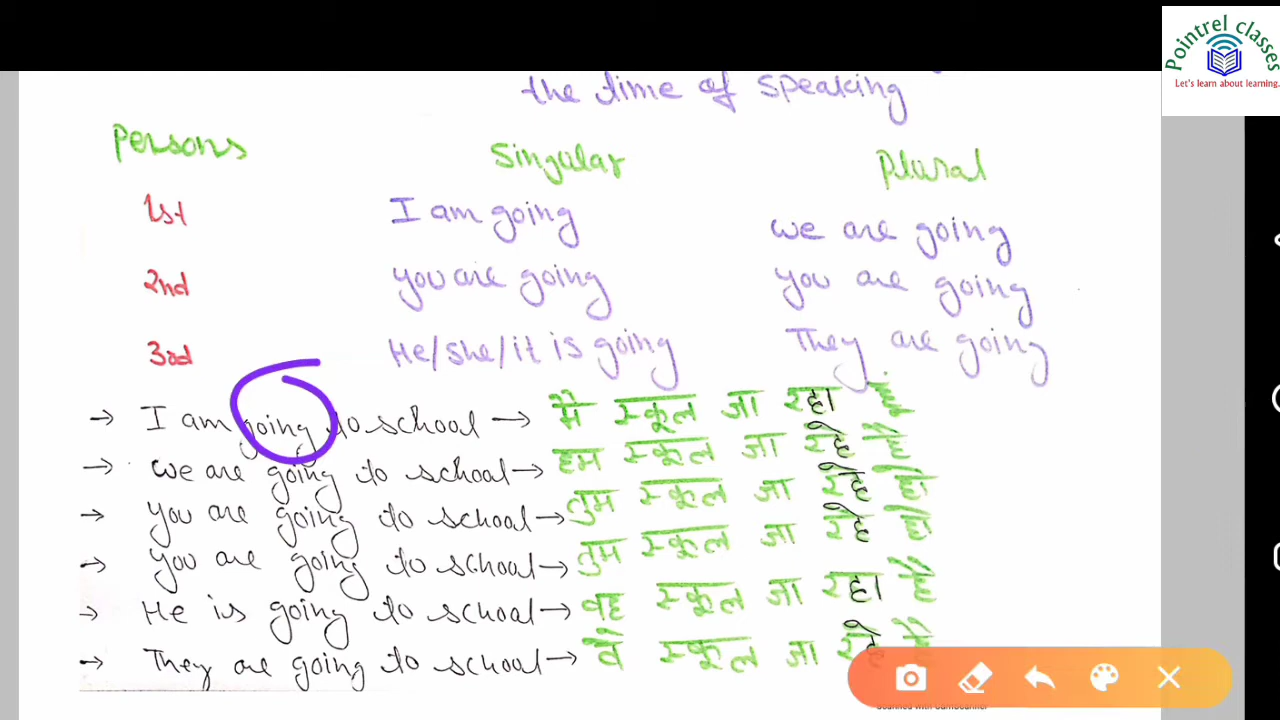 Pointrel classes
Let's learn about learning.
the time of speaking
Persons Singular Plural
1st I am going we are going
2nd you are going you are going
3rd He/she/it is going They are going
→ I am going to school → मै स्कूल जा रहा हूँ
→ we are going to school → हम स्कूल जा रहे है
→ You are going to school → तुम स्कूल जा रहे हो
→ You are going to school → तुम स्कूल जा रहे हो
→ He is going to school → वह स्कूल जा रहा है
→ They are going to school → वे स्कूल जा रहे है